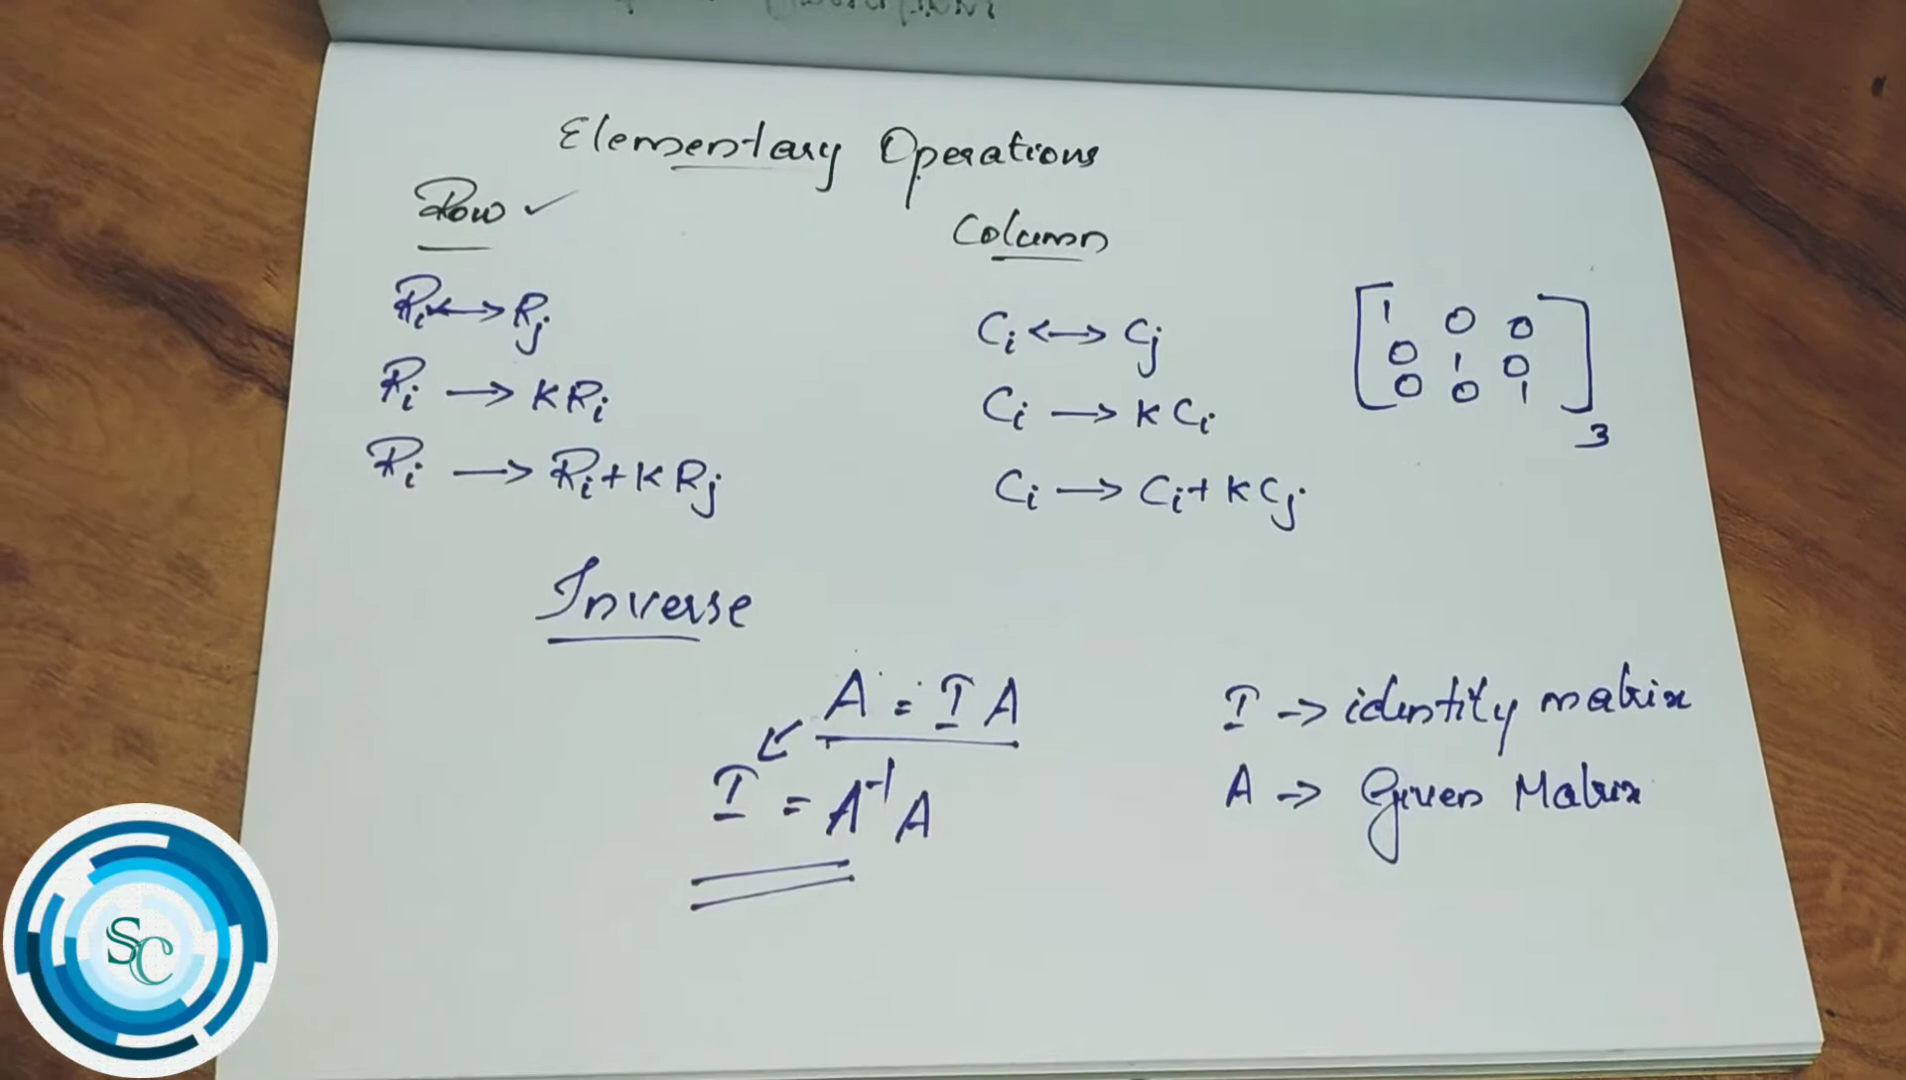 Elementary Operations
Row ✓
Column
Ri ↔ Rj
Ri → KRi
Ri → Ri + KRj
Ci ↔ Cj
Ci → KCi
Ci → Ci + KCj
1 0 0
0 1 0
0 0 1
3
Inverse
A = IA
I = A⁻¹A
I → identity matrix
A → Given Matrix
SC